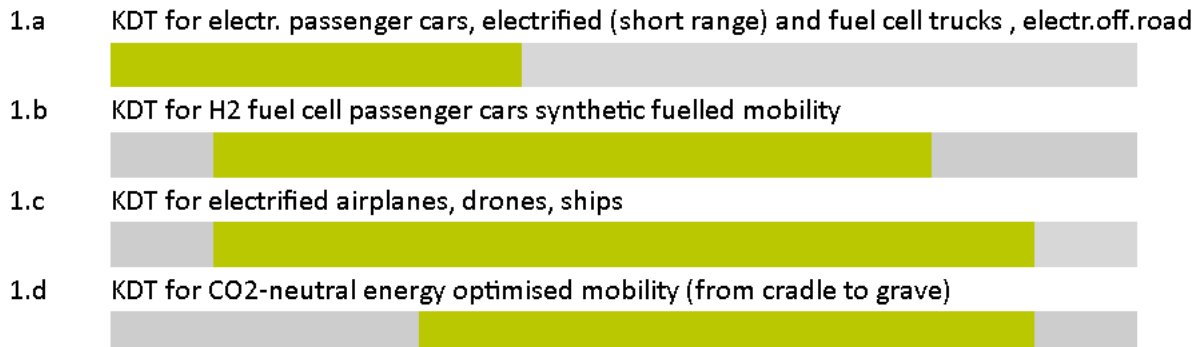 1.a KDT for electr. passenger cars, electrified (short range) and fuel cell trucks , electr.off.road
1.b KDT for H2 fuel cell passenger cars synthetic fuelled mobility
1.c KDT for electrified airplanes, drones, ships
1.d KDT for CO2-neutral energy optimised mobility (from cradle to grave)